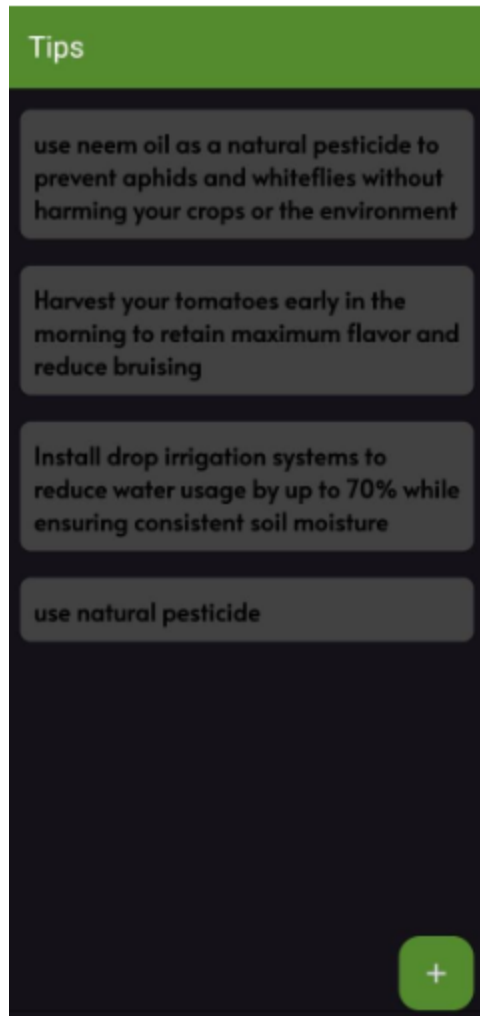 Tips
use neem oil as a natural pesticide to
prevent aphids and whiteflies without
harming your crops or the environment
Harvest your tomatoes early in the
morning to retain maximum flavor and
reduce bruising
Install drop irrigation systems to
reduce water usage by up to 70% while
ensuring consistent soil moisture
use natural pesticide
+